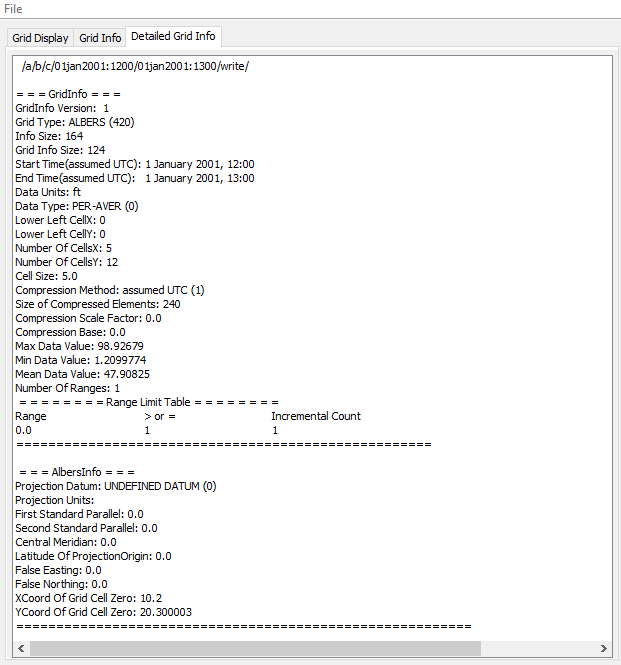 File
Grid Display Grid Info Detailed Grid Info
/a/b/c/01jan2001:1200/01jan2001:1300/write/
= = = GridInfo = = =
GridInfo Version: 1
Grid Type: ALBERS (420)
Info Size: 164
Grid Info Size: 124
Start Time(assumed UTC): 1 January 2001, 12:00
End Time(assumed UTC): 1 January 2001, 13:00
Data Units: ft
Data Type: PER-AVER (0)
Lower Left CellX: 0
Lower Left CellY: 0
Number Of CellsX: 5
Number Of CellsY: 12
Cell Size: 5.0
Compression Method: assumed UTC (1)
Size of Compressed Elements: 240
Compression Scale Factor: 0.0
Compression Base: 0.0
Max Data Value: 98.92679
Min Data Value: 1.2099774
Mean Data Value: 47.90825
Number Of Ranges: 1
= = = = = = = = Range Limit Table = = = = = = = =
Range > or = Incremental Count
0.0 1 1
====================================================
= = = AlbersInfo = = =
Projection Datum: UNDEFINED DATUM (0)
Projection Units:
First Standard Parallel: 0.0
Second Standard Parallel: 0.0
Central Meridian: 0.0
Latitude Of ProjectionOrigin: 0.0
False Easting: 0.0
False Northing: 0.0
XCoord Of Grid Cell Zero: 10.2
YCoord Of Grid Cell Zero: 20.300003
=========================================================